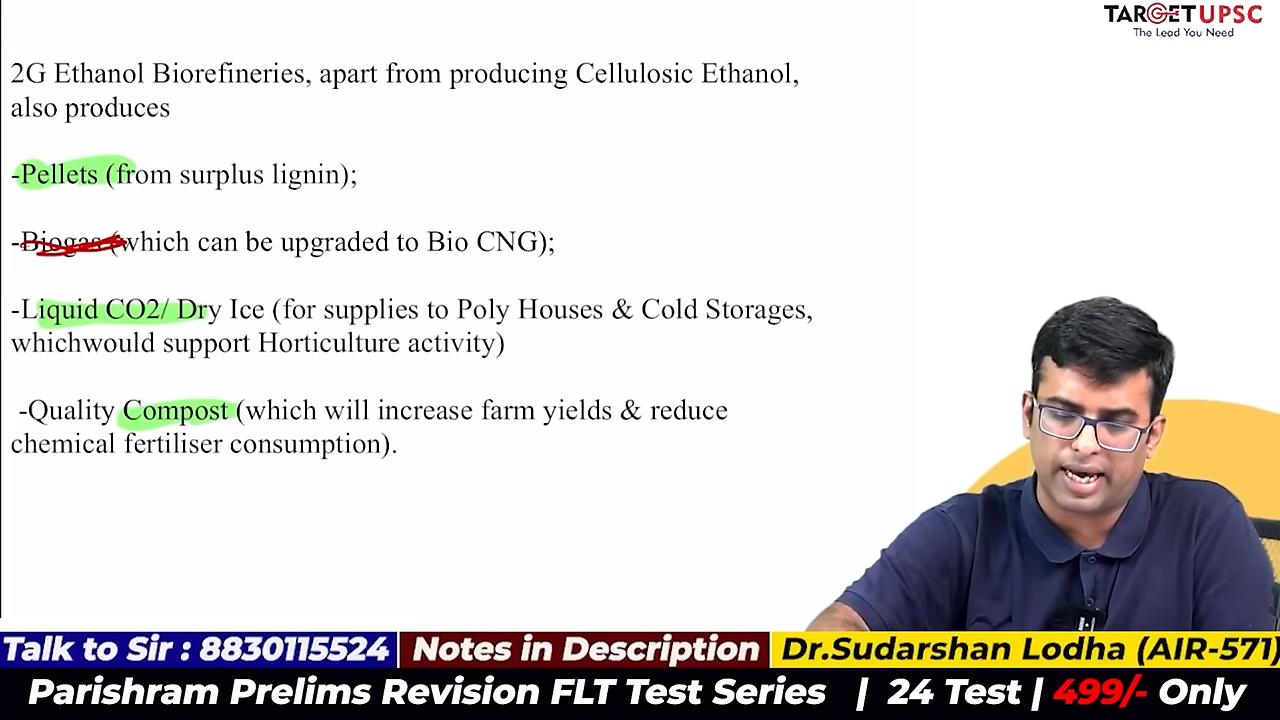 TARGET UPSC
The Lead You Need
2G Ethanol Biorefineries, apart from producing Cellulosic Ethanol,
also produces
-Pellets (from surplus lignin);
-Biogas (which can be upgraded to Bio CNG);
-Liquid CO2/ Dry Ice (for supplies to Poly Houses & Cold Storages,
whichwould support Horticulture activity)
-Quality Compost (which will increase farm yields & reduce
chemical fertiliser consumption).
Talk to Sir : 8830115524 Notes in Description Dr.Sudarshan Lodha (AIR-571)
Parishram Prelims Revision FLT Test Series | 24 Test | 499/- Only